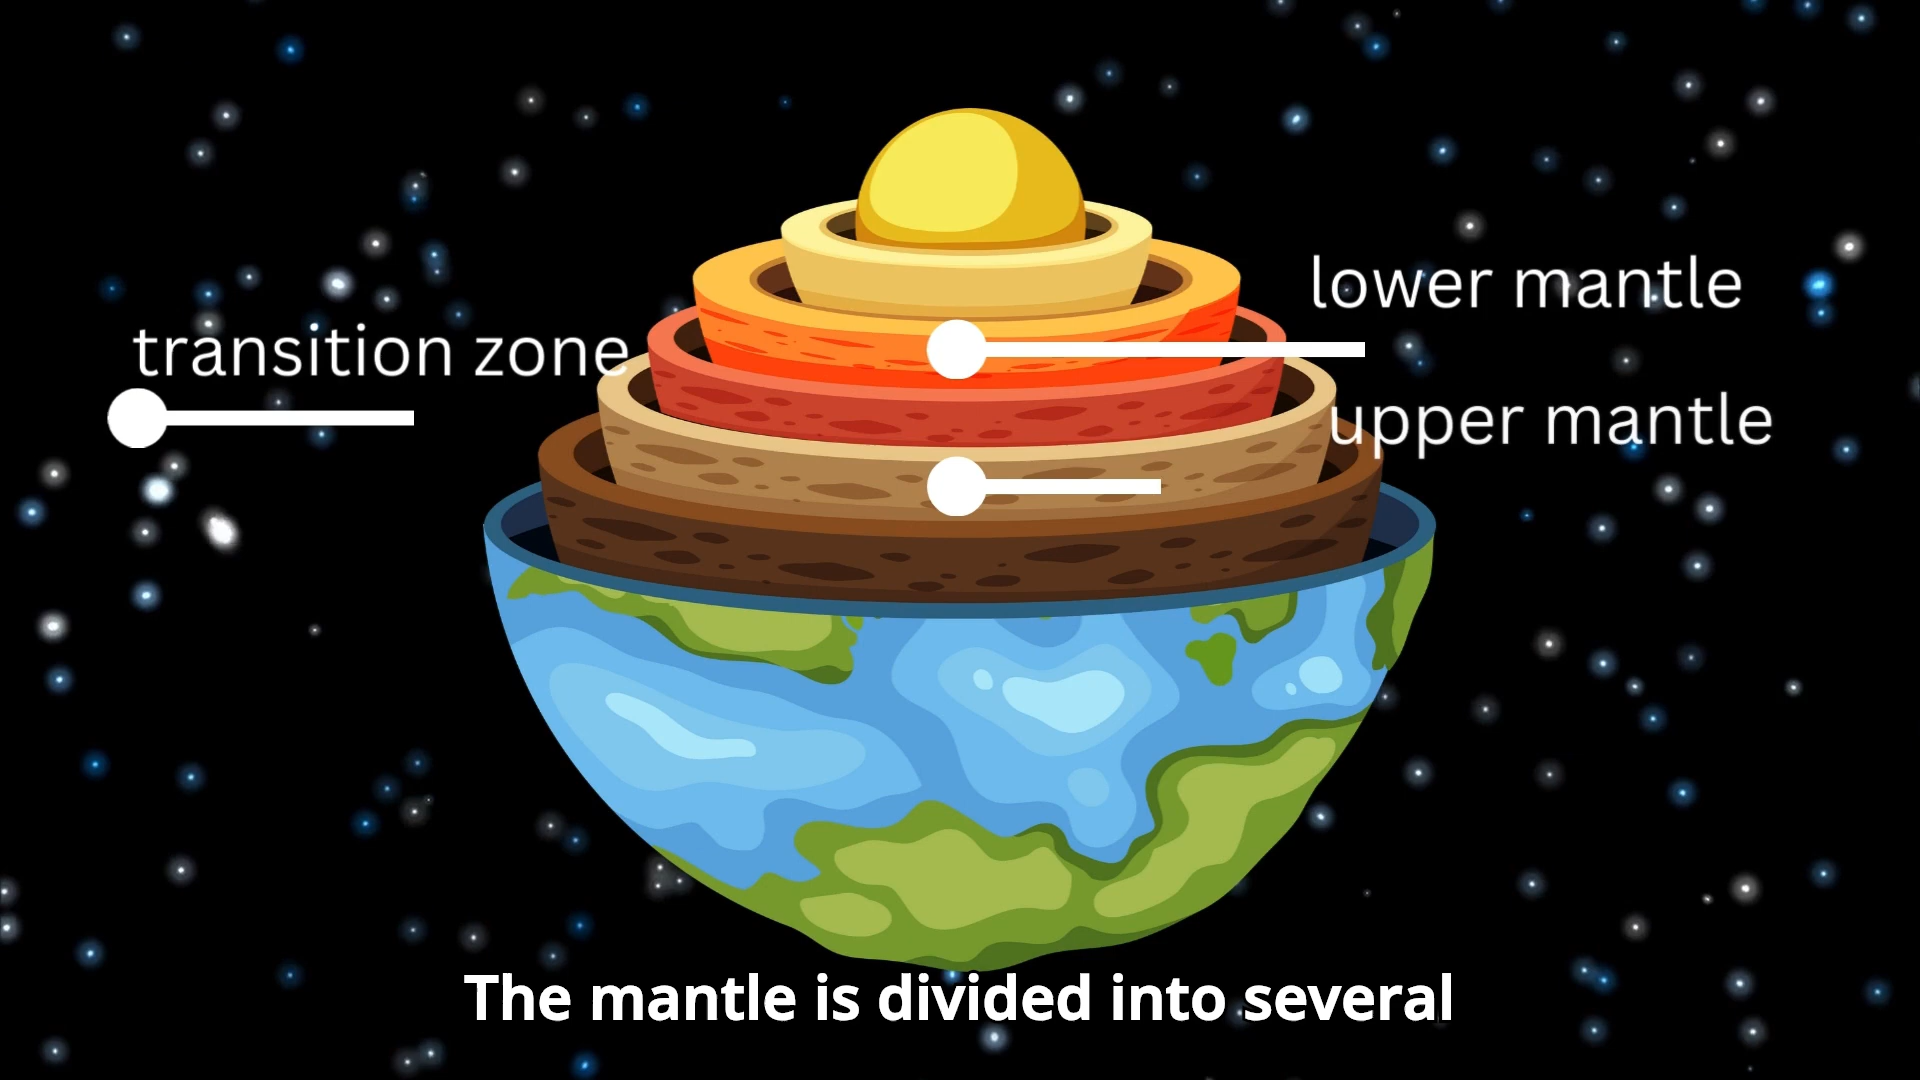 lower mantle
transition zone
upper mantle
The mantle is divided into several